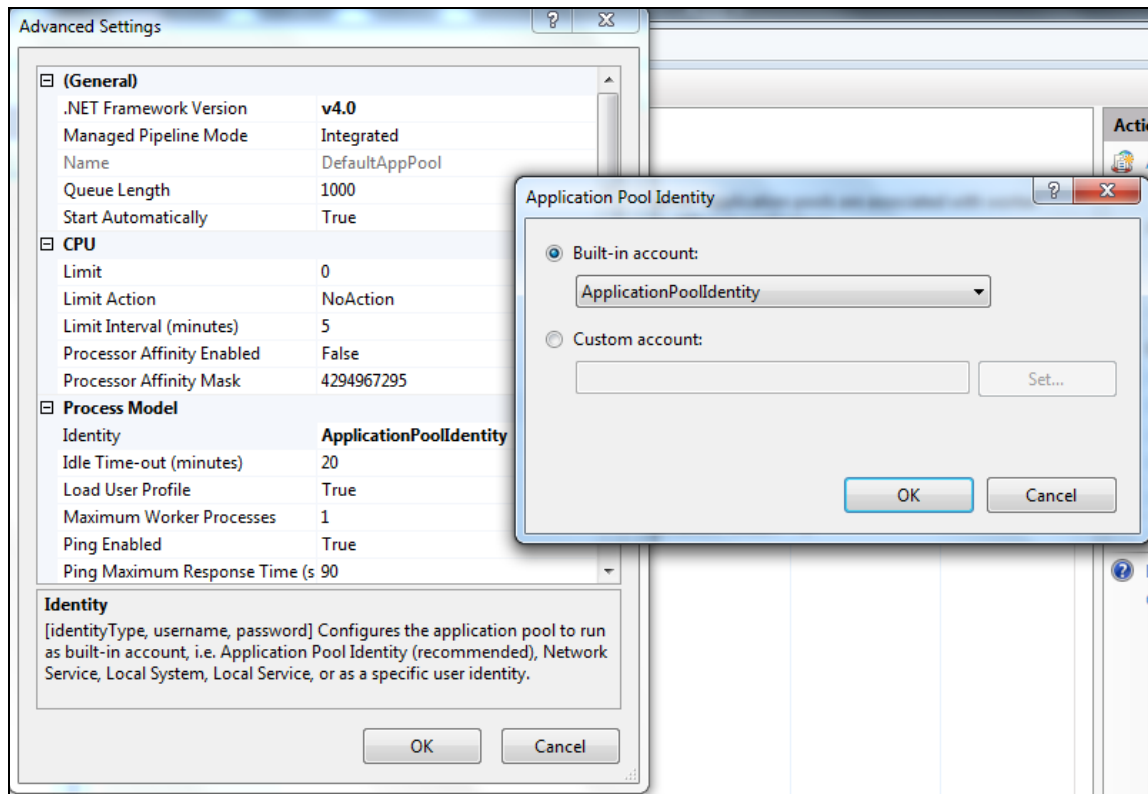 Advanced Settings
(General)
.NET Framework Version v4.0
Managed Pipeline Mode Integrated
Name DefaultAppPool
Queue Length 1000
Start Automatically True
CPU
Limit 0
Limit Action NoAction
Limit Interval (minutes) 5
Processor Affinity Enabled False
Processor Affinity Mask 4294967295
Process Model
Identity ApplicationPoolIdentity
Idle Time-out (minutes) 20
Load User Profile True
Maximum Worker Processes 1
Ping Enabled True
Ping Maximum Response Time (s 90
Identity
[identityType, username, password] Configures the application pool to run
as built-in account, i.e. Application Pool Identity (recommended), Network
Service, Local System, Local Service, or as a specific user identity.
OK Cancel
Application Pool Identity
Built-in account:
ApplicationPoolIdentity
Custom account:
Set...
OK Cancel
Acti